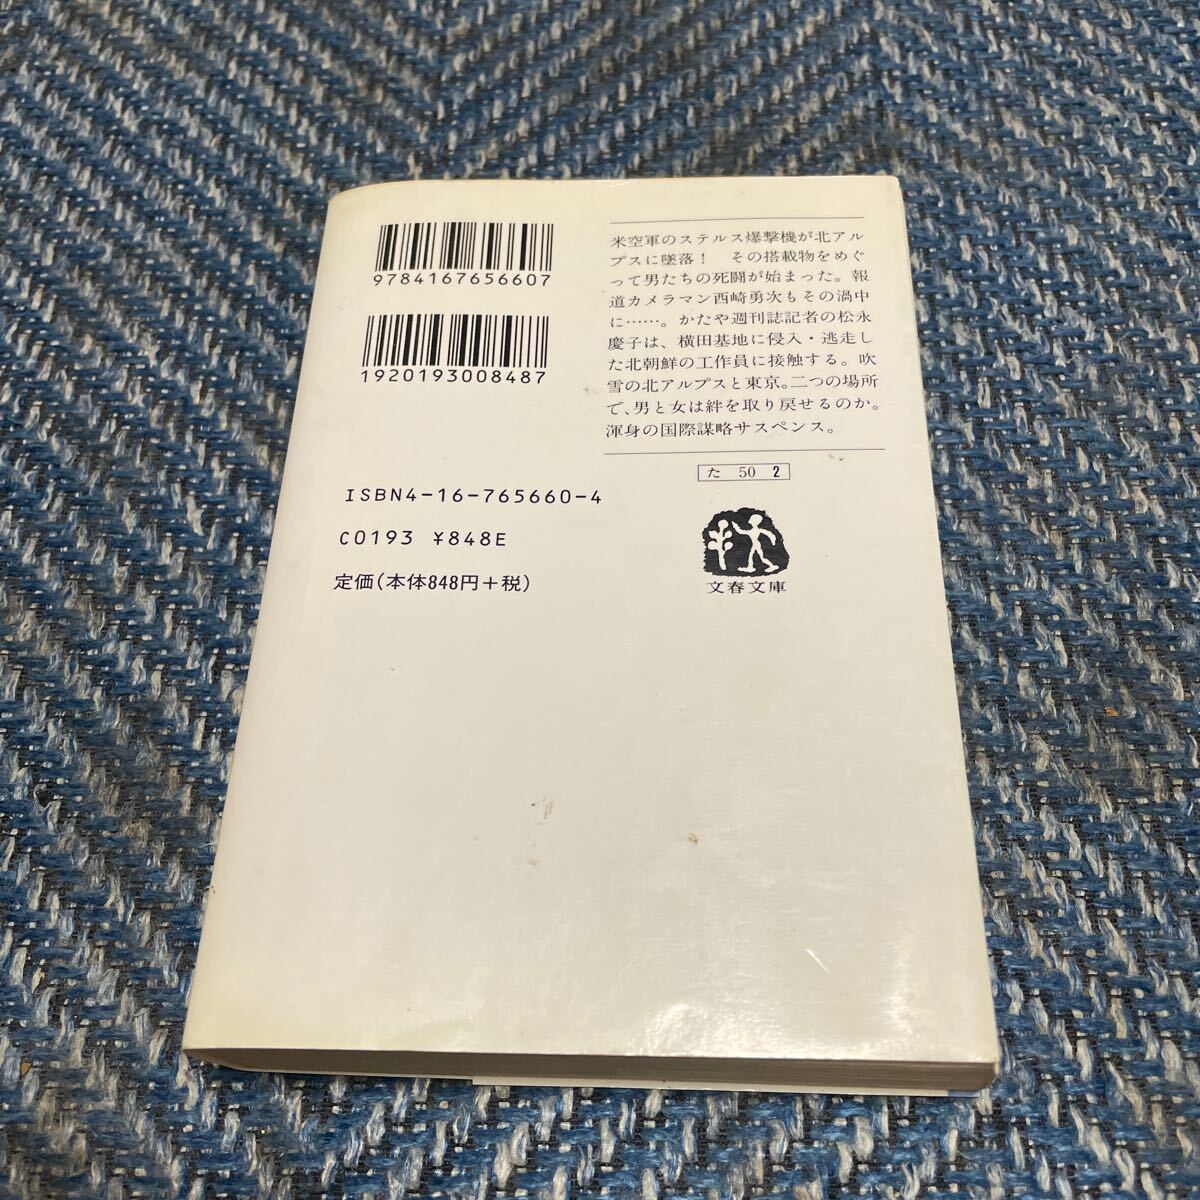 9784167656607
1920193008487
ISBN4-16-765660-4
C0193 ¥848E
定価(本体848円+税)
米空軍のステルス爆撃機が北アル
プスに墜落! その搭載物をめぐ
って男たちの死闘が始まった。報
道カメラマン西崎勇次もその渦中
に……。かたや週刊誌記者の松永
慶子は、横田基地に侵入・逃走し
た北朝鮮の工作員に接触する。吹
雪の北アルプスと東京。二つの場所
で、男と女は絆を取り戻せるのか。
渾身の国際謀略サスペンス。
た 50 2
文春文庫